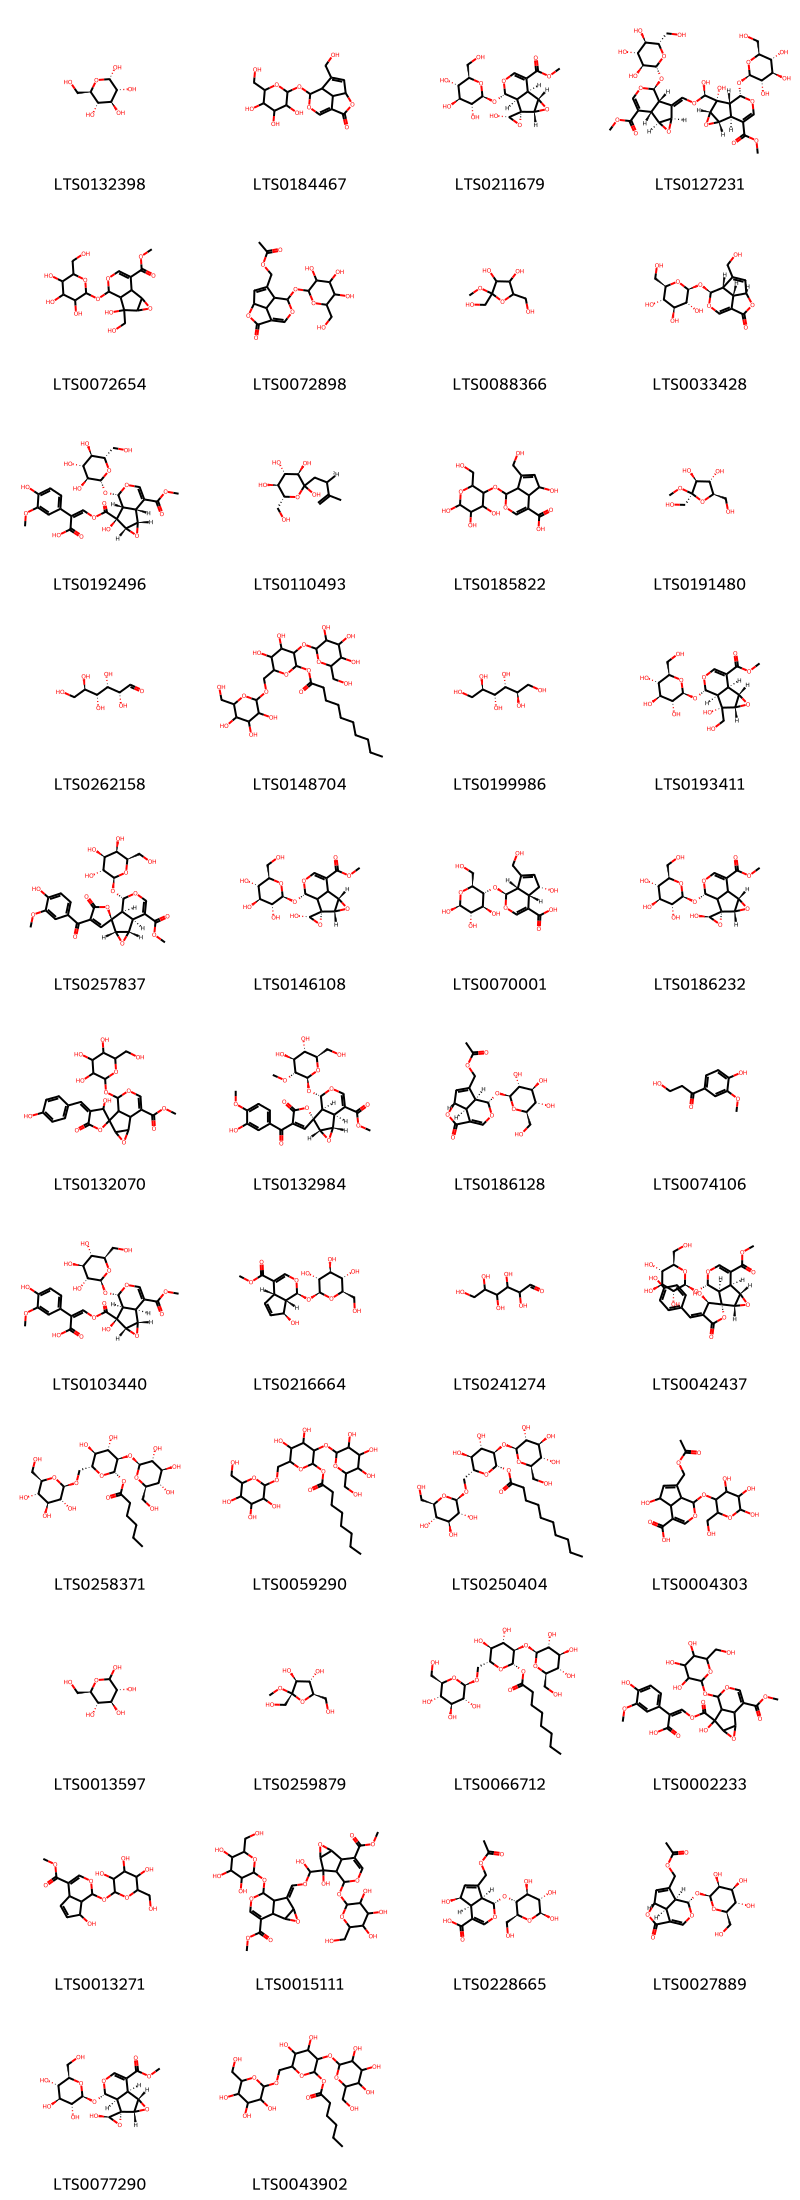 LTS0132398 LTS0184467 LTS0211679 LTS0127231
LTS0072654 LTS0072898 LTS0088366 LTS0033428
LTS0192496 LTS0110493 LTS0185822 LTS0191480
LTS0262158 LTS0148704 LTS0199986 LTS0193411
LTS0257837 LTS0146108 LTS0070001 LTS0186232
LTS0132070 LTS0132984 LTS0186128 LTS0074106
LTS0103440 LTS0216664 LTS0241274 LTS0042437
LTS0258371 LTS0059290 LTS0250404 LTS0004303
LTS0013597 LTS0259879 LTS0066712 LTS0002233
LTS0013271 LTS0015111 LTS0228665 LTS0027889
LTS0077290 LTS0043902